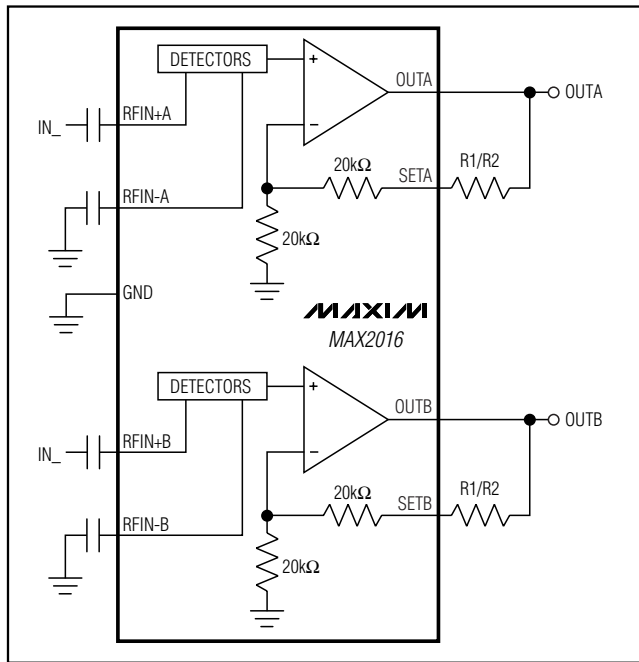 DETECTORS
+
OUTA
OUTA
IN_
RFIN+A
−
20kΩ
SETA
R1/R2
RFIN-A
20kΩ
GND
MAXIM
MAX2016
DETECTORS
+
OUTB
OUTB
IN_
RFIN+B
−
20kΩ
SETB
R1/R2
RFIN-B
20kΩ